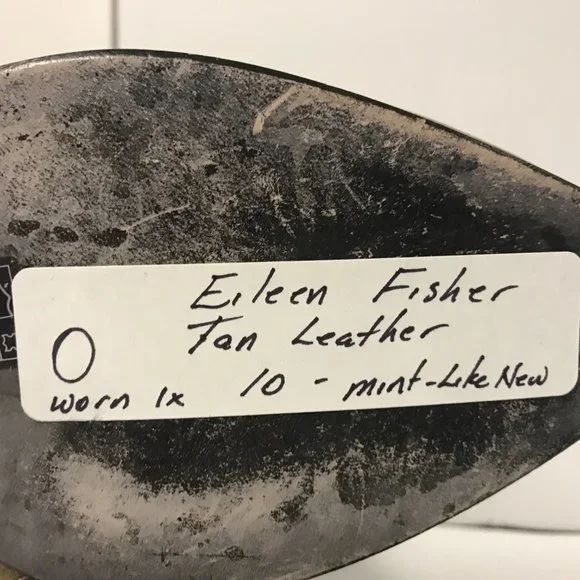 Eileen Fisher
Tan Leather
O
worn 1x 10 - mint-Like New